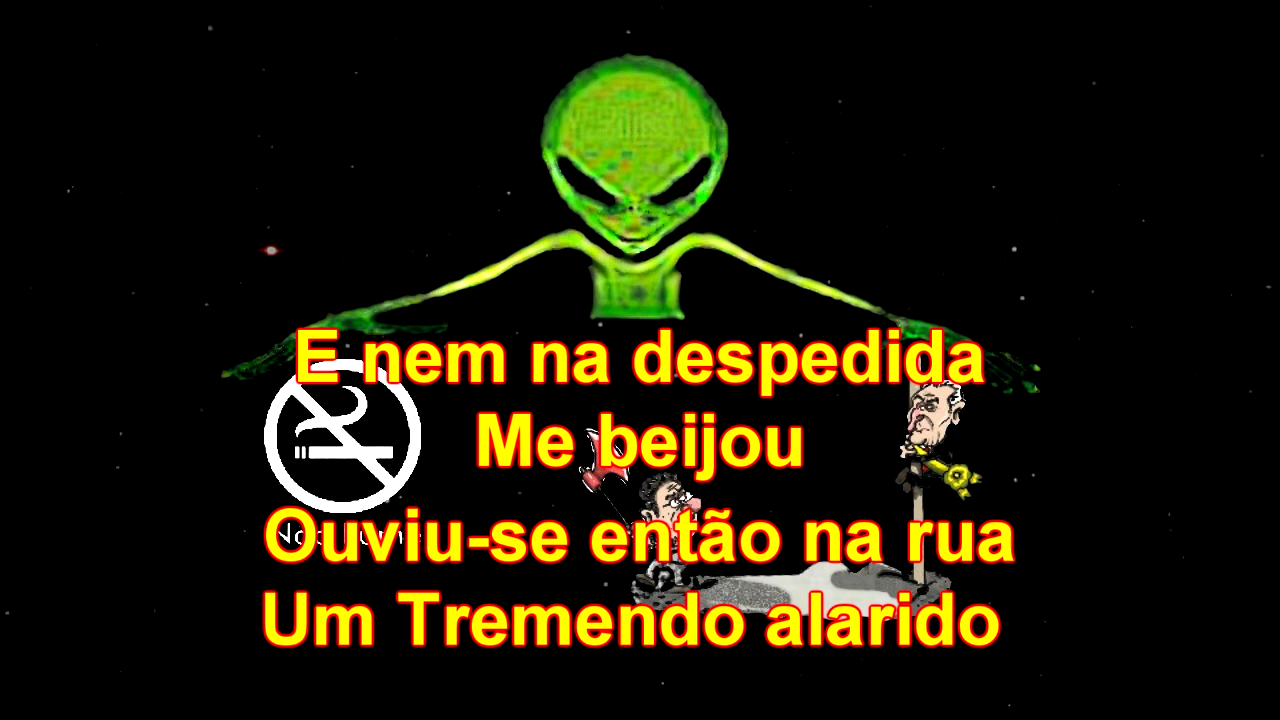 E nem na despedida
Me beijou
Ouviu-se então na rua
Um Tremendo alarido